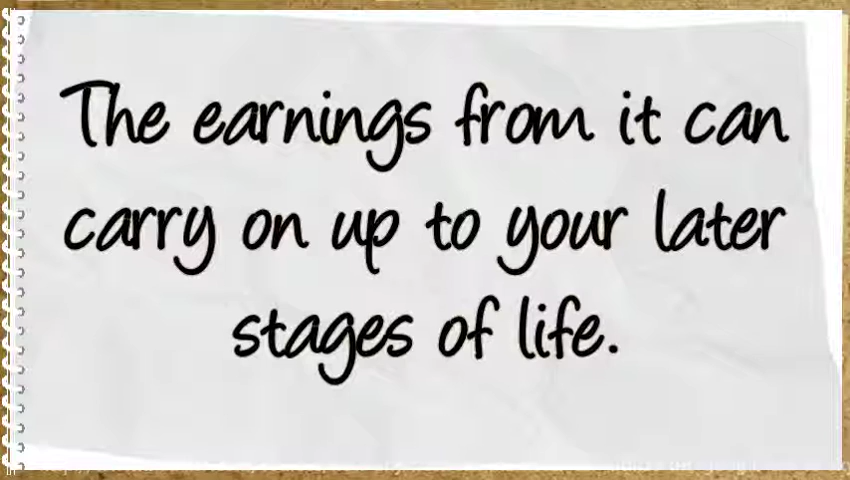 The earnings from it can
carry on up to your later
stages of life.